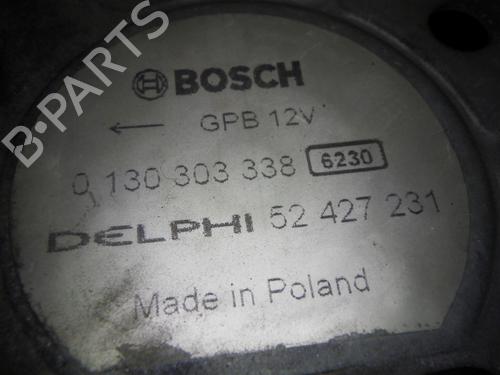 BOSCH
← GPB 12V
0 130 303 338 6230
DELPHI 52 427 231
Made in Poland
B-PARTS